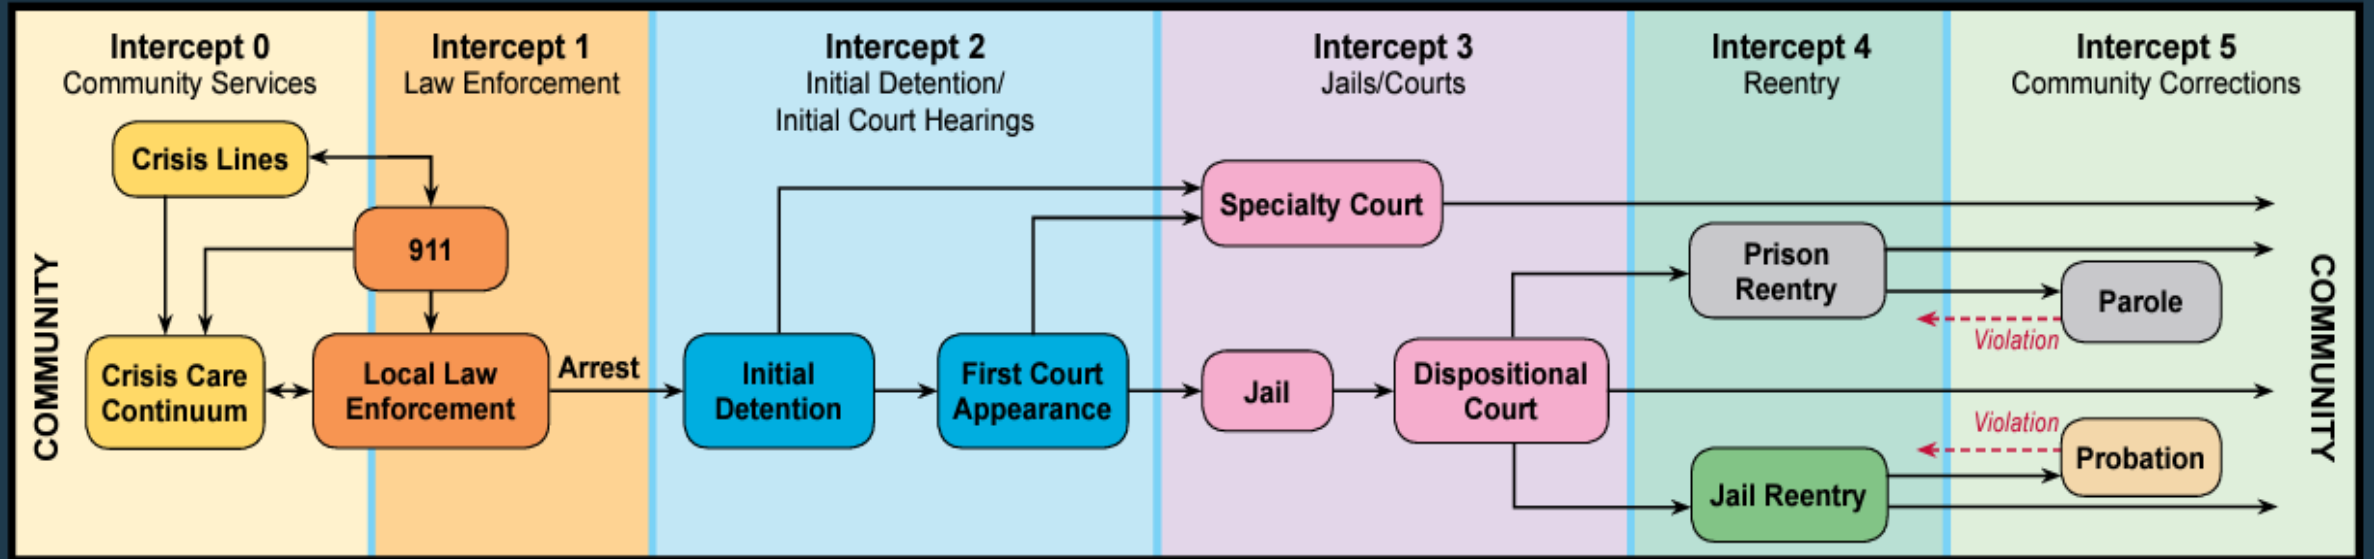 Intercept 0
Community Services
Intercept 1
Law Enforcement
Intercept 2
Initial Detention/
Initial Court Hearings
Intercept 3
Jails/Courts
Intercept 4
Reentry
Intercept 5
Community Corrections
COMMUNITY
Crisis Lines
911
Crisis Care
Continuum
Local Law
Enforcement
Arrest
Initial
Detention
First Court
Appearance
Specialty Court
Jail
Dispositional
Court
Prison
Reentry
Parole
Violation
Violation
Probation
Jail Reentry
COMMUNITY